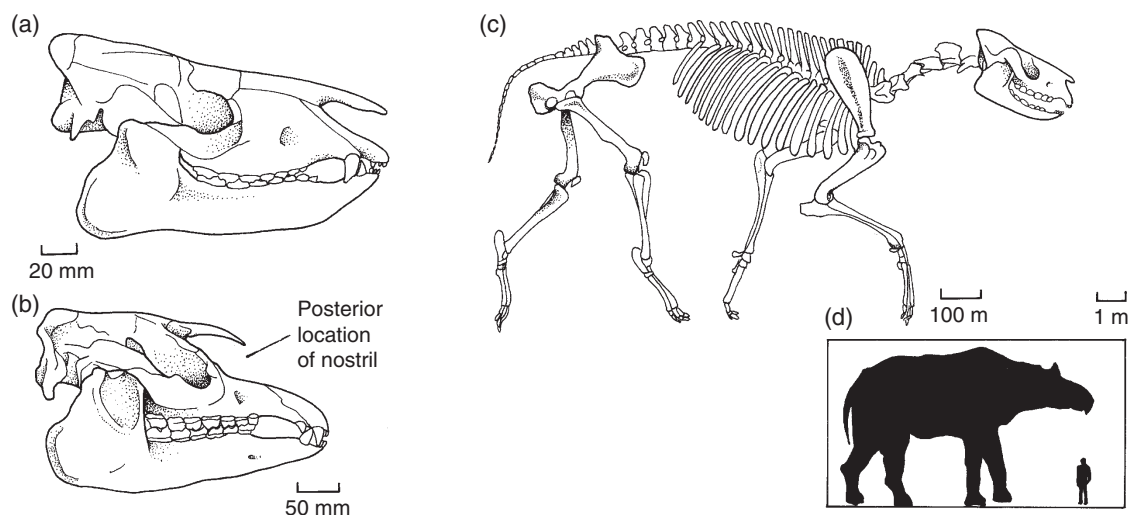 (a)
20 mm
(b)
Posterior
location
of nostril
50 mm
(c)
100 m
1 m
(d)